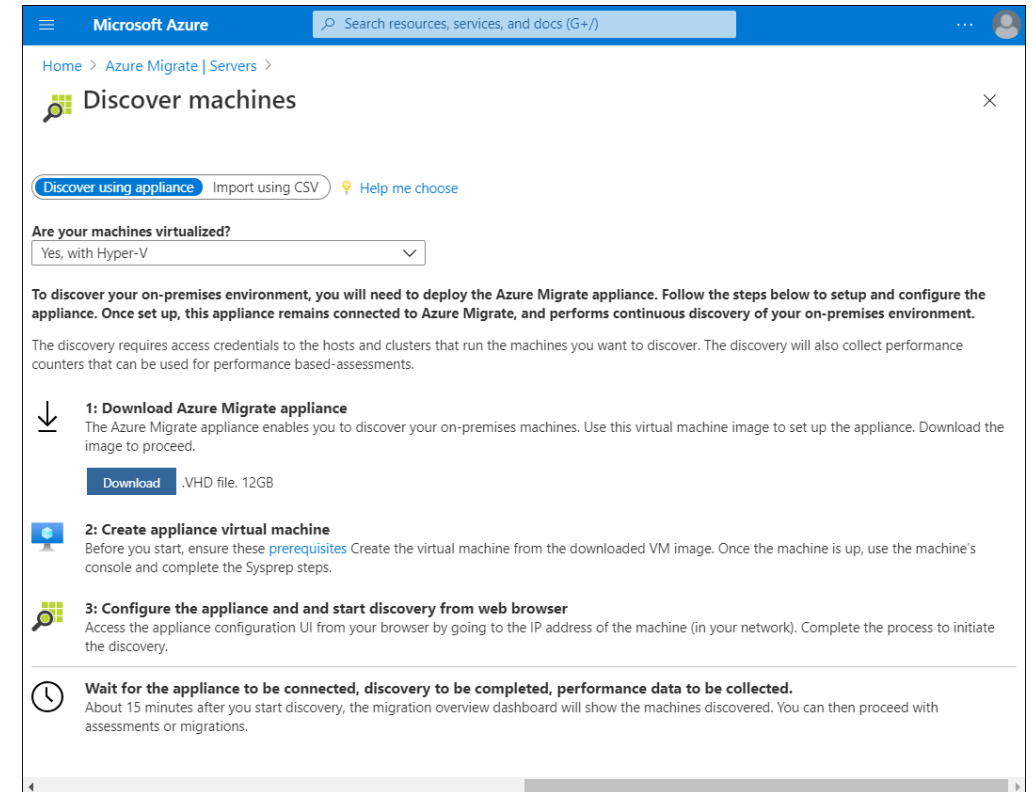 Microsoft Azure
Search resources, services, and docs (G+/)
...
Home > Azure Migrate | Servers >
Discover machines
Discover using appliance Import using CSV Help me choose
Are your machines virtualized?
Yes, with Hyper-V
To discover your on-premises environment, you will need to deploy the Azure Migrate appliance. Follow the steps below to setup and configure the
appliance. Once set up, this appliance remains connected to Azure Migrate, and performs continuous discovery of your on-premises environment.
The discovery requires access credentials to the hosts and clusters that run the machines you want to discover. The discovery will also collect performance
counters that can be used for performance based-assessments.
1: Download Azure Migrate appliance
The Azure Migrate appliance enables you to discover your on-premises machines. Use this virtual machine image to set up the appliance. Download the
image to proceed.
Download .VHD file. 12GB
2: Create appliance virtual machine
Before you start, ensure these prerequisites Create the virtual machine from the downloaded VM image. Once the machine is up, use the machine's
console and complete the Sysprep steps.
3: Configure the appliance and and start discovery from web browser
Access the appliance configuration UI from your browser by going to the IP address of the machine (in your network). Complete the process to initiate
the discovery.
Wait for the appliance to be connected, discovery to be completed, performance data to be collected.
About 15 minutes after you start discovery, the migration overview dashboard will show the machines discovered. You can then proceed with
assessments or migrations.